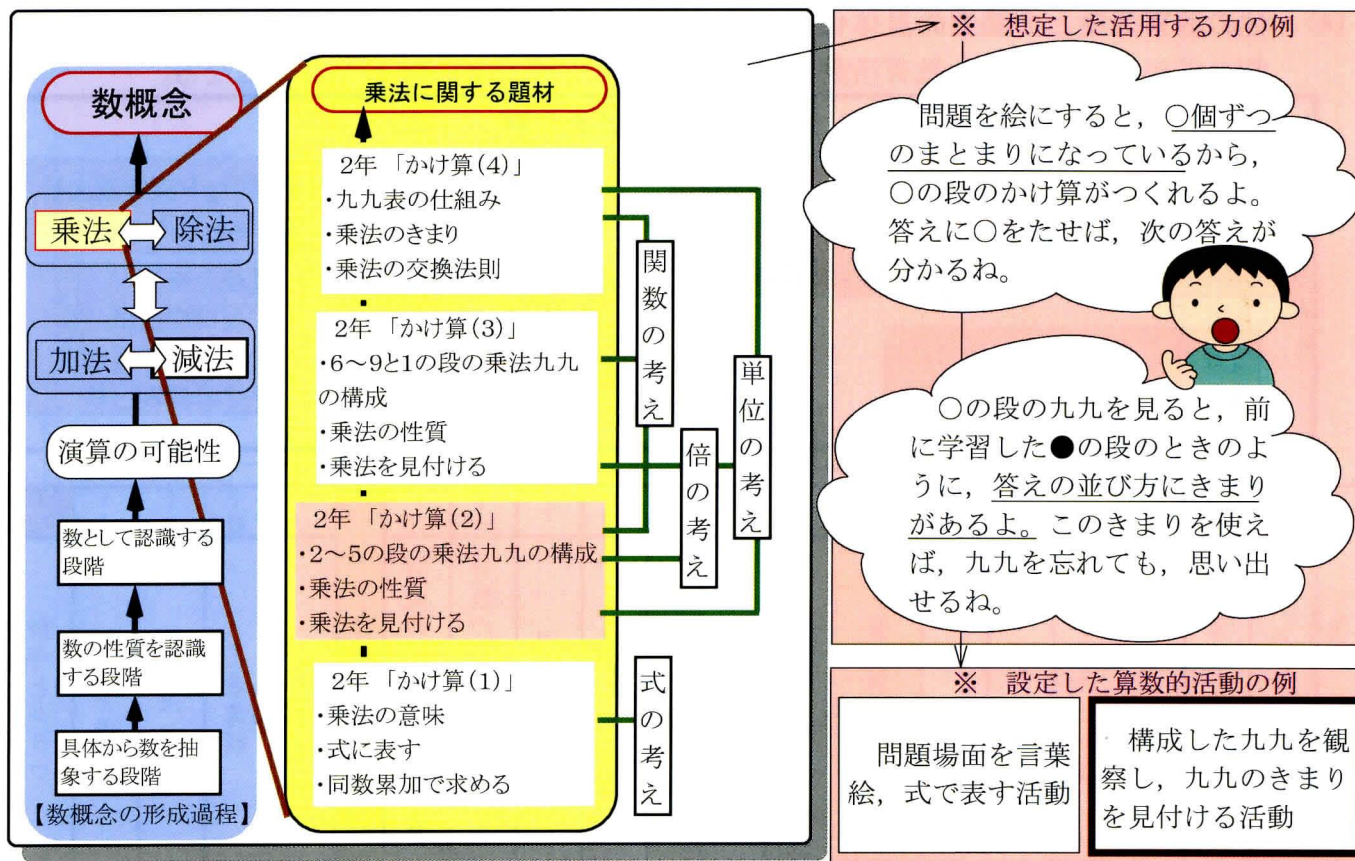 数概念
乗法
除法
加法
減法
演算の可能性
数として認識する
段階
数の性質を認識
する段階
具体から数を抽
象する段階
【数概念の形成過程】
乗法に関する題材
2年「かけ算(4)」
・九九表の仕組み
・乗法のきまり
・乗法の交換法則
2年「かけ算(3)」
・6～9と1の段の乗法九九
の構成
・乗法の性質
・乗法を見付ける
2年「かけ算(2)」
・2～5の段の乗法九九の構成
・乗法の性質
・乗法を見付ける
2年「かけ算(1)」
・乗法の意味
・式に表す
・同数累加で求める
関数の考え
倍の考え
単位の考え
式の考え
※　想定した活用する力の例
問題を絵にすると，○個ずつ
のまとまりになっているから，
○の段のかけ算がつくれるよ。
答えに○をたせば，次の答えが
分かるね。
○の段の九九を見ると，前
に学習した●の段のときのよ
うに，答えの並び方にきまり
があるよ。このきまりを使え
ば，九九を忘れても，思い出
せるね。
※　設定した算数的活動の例
問題場面を言葉
絵，式で表す活動
構成した九九を観
察し，九九のきまり
を見付ける活動